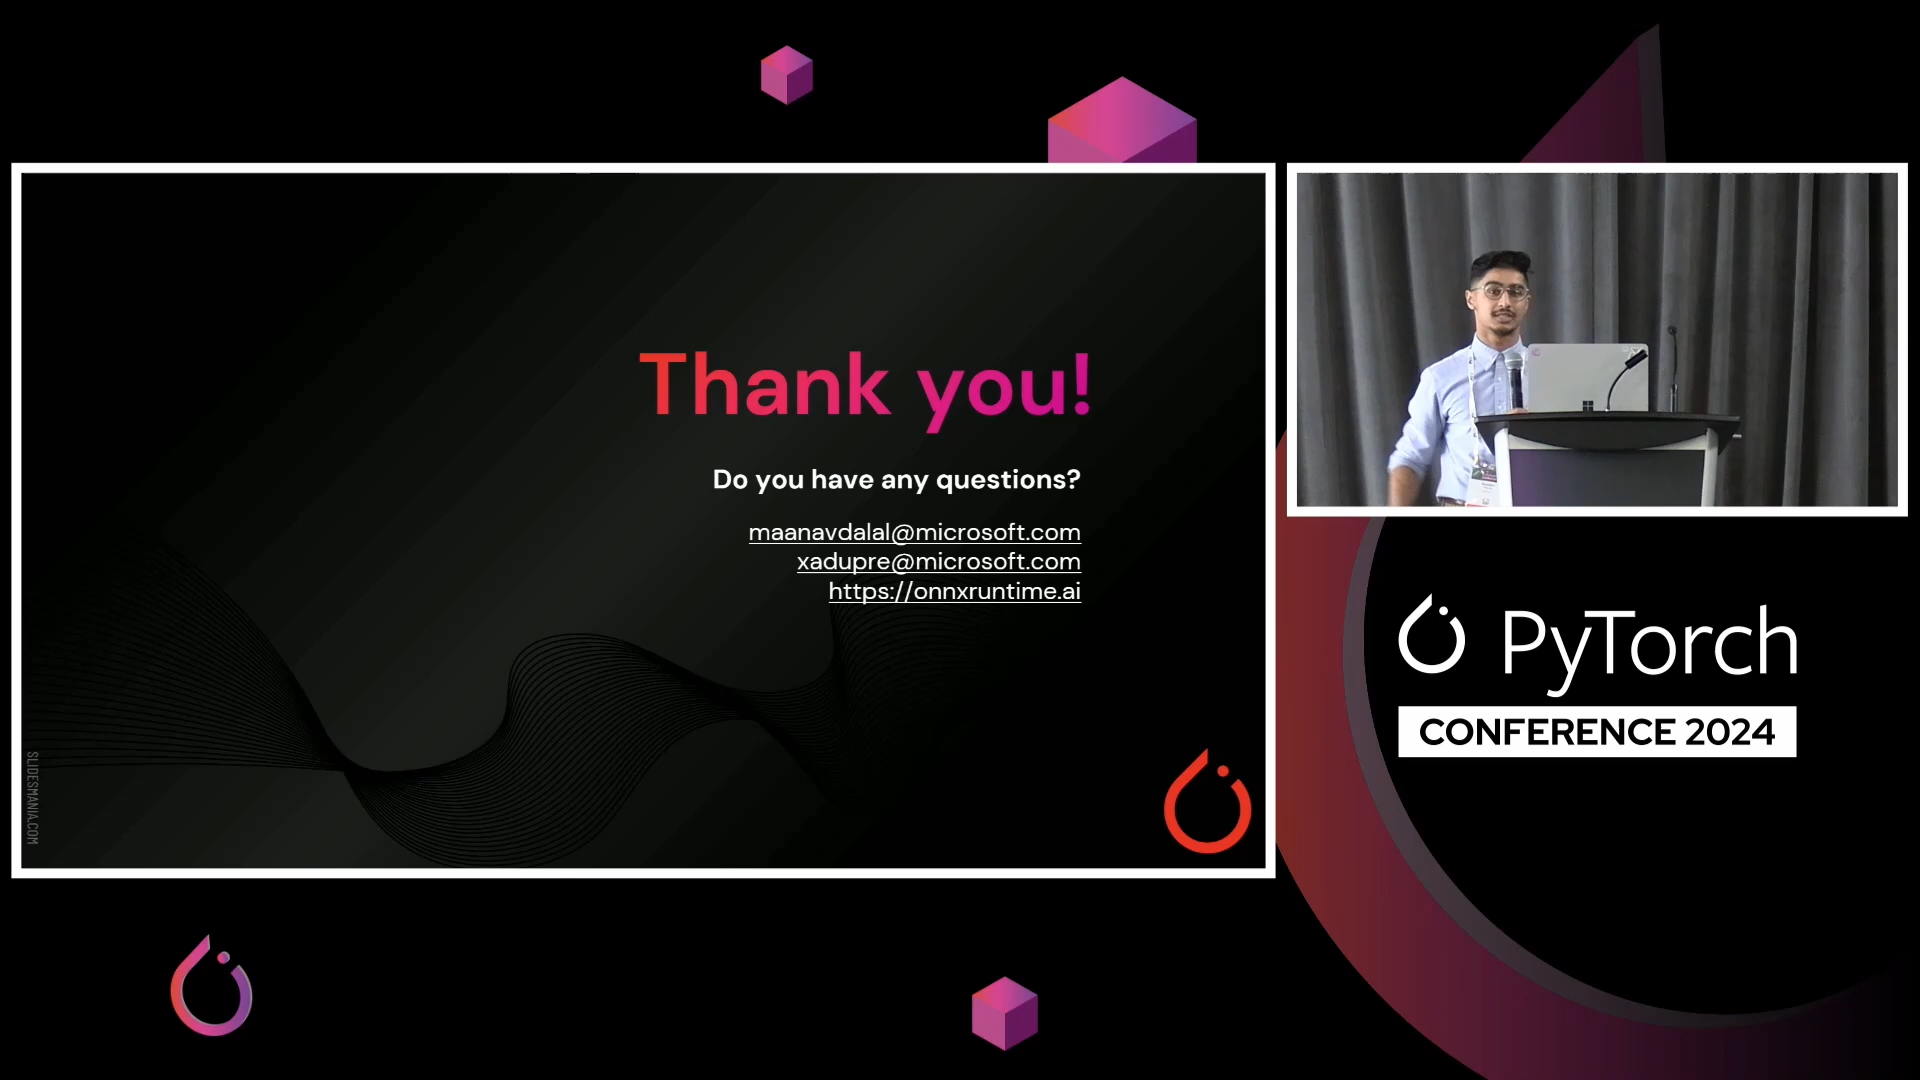 Thank you!
Do you have any questions?
maanavdalal@microsoft.com
xadupre@microsoft.com
https://onnxruntime.ai
SLIDESMANIA.COM
PyTorch
CONFERENCE 2024